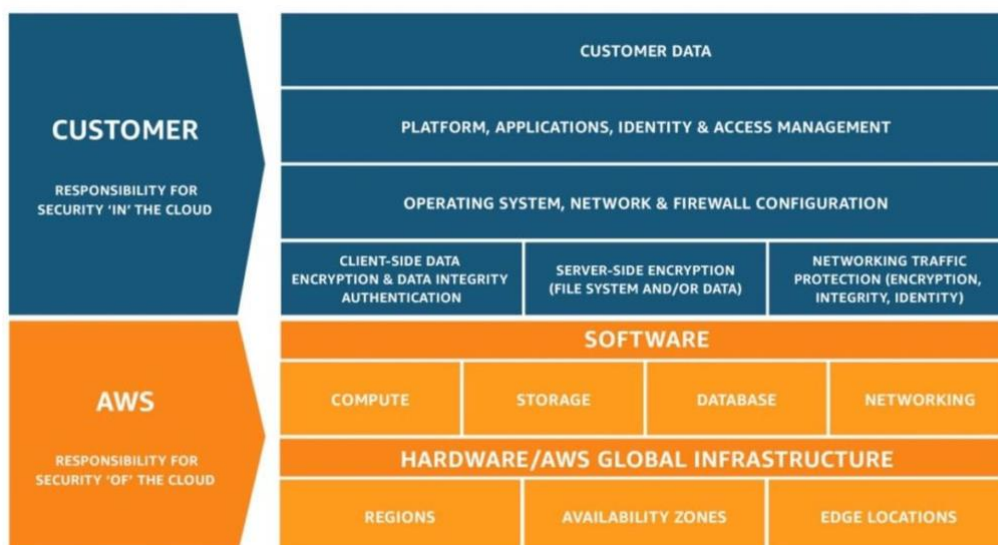 CUSTOMER
RESPONSIBILITY FOR
SECURITY ‘IN’ THE CLOUD
CUSTOMER DATA
PLATFORM, APPLICATIONS, IDENTITY & ACCESS MANAGEMENT
OPERATING SYSTEM, NETWORK & FIREWALL CONFIGURATION
CLIENT-SIDE DATA
ENCRYPTION & DATA INTEGRITY
AUTHENTICATION
SERVER-SIDE ENCRYPTION
(FILE SYSTEM AND/OR DATA)
NETWORKING TRAFFIC
PROTECTION (ENCRYPTION,
INTEGRITY, IDENTITY)
AWS
RESPONSIBILITY FOR
SECURITY ‘OF’ THE CLOUD
SOFTWARE
COMPUTE
STORAGE
DATABASE
NETWORKING
HARDWARE/AWS GLOBAL INFRASTRUCTURE
REGIONS
AVAILABILITY ZONES
EDGE LOCATIONS